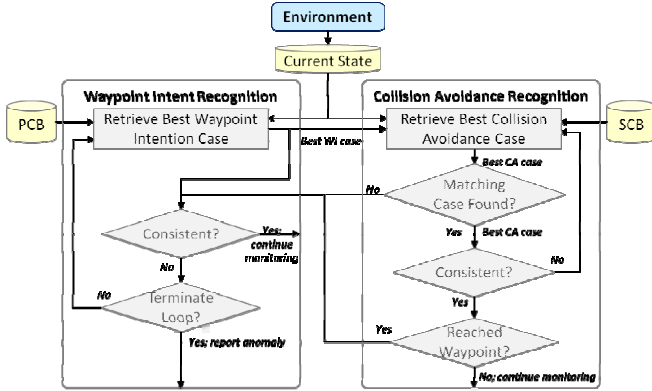 Environment
Current State
Waypoint Intent Recognition
Collision Avoidance Recognition
PCB
Retrieve Best Waypoint
Intention Case
Best WI case
Retrieve Best Collision
Avoidance Case
SCB
Best CA case
No
Matching
Case Found?
Yes
Best CA case
Consistent?
Yes;
continue
monitoring
No
Consistent?
No
Yes
No
Terminate
Loop?
Yes
Reached
Waypoint?
Yes; report anomaly
No; continue monitoring